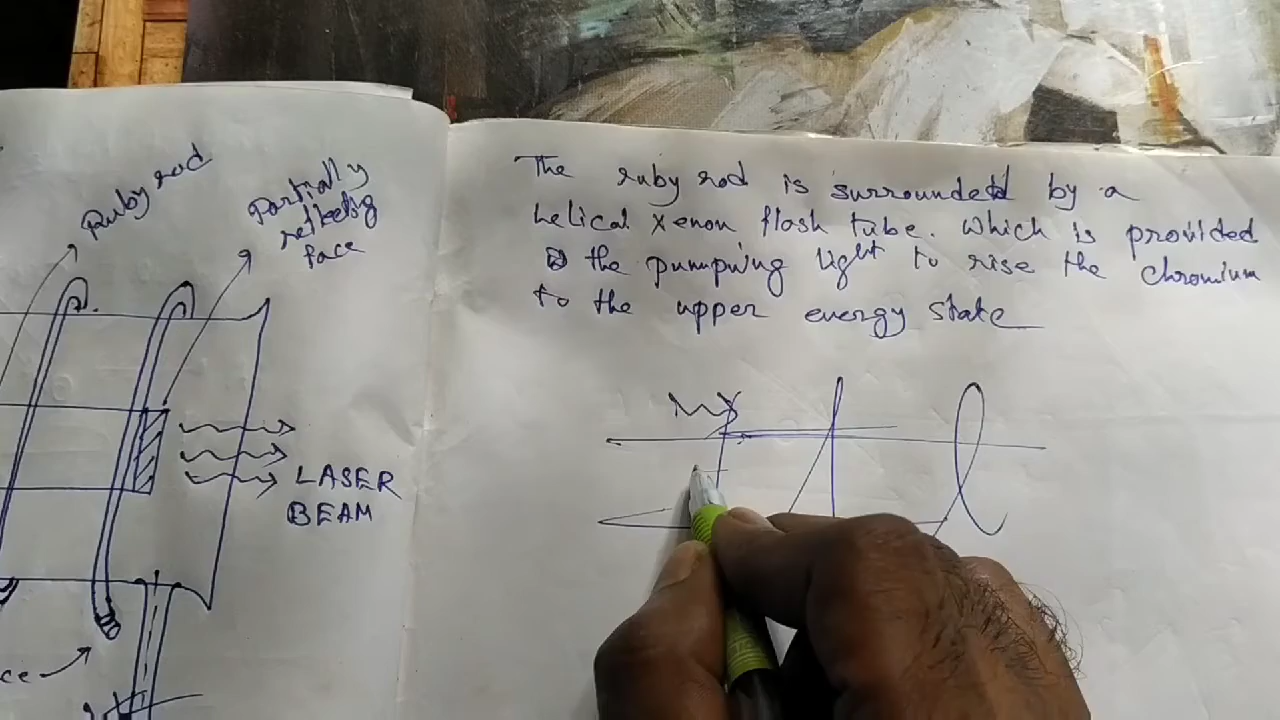 Ruby rod
Partially
reflecting
face
LASER
BEAM
ce
The ruby rod is surrounded by a
helical Xenon flash tube. Which is provided
the pumping light to rise the chromium
to the upper energy state